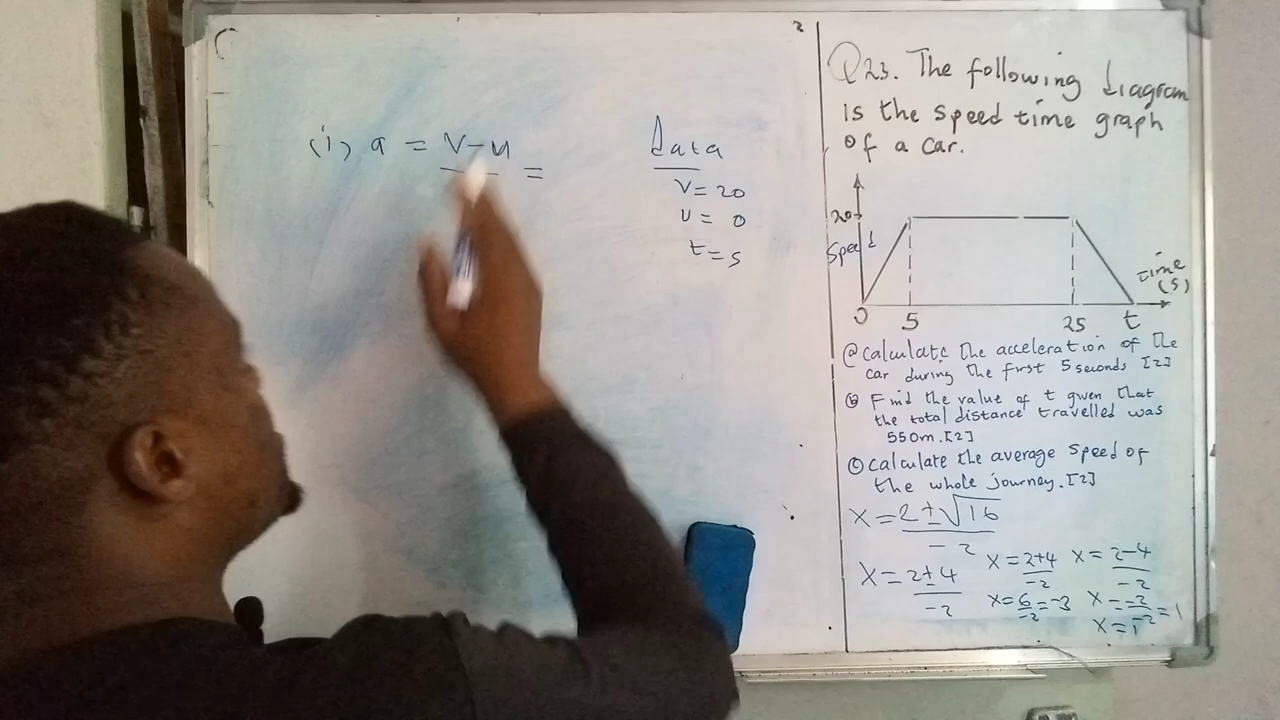 (i) a = v-u =
Data
V = 20
u = 0
t = 5
Q23. The following diagram
is the speed time graph
of a car.
20
Speed
time
(s)
0 5 25 t
(a) calculate the acceleration of the
car during the first 5 seconds [2]
(b) Find the value of t given that
the total distance travelled was
550m. [2]
(c) calculate the average speed of
the whole journey. [2]
X = 2±√16
-2
X = 2±4
-2
X = 2+4
-2
X = 6 = -3
-2
X = 2-4
-2
X = -2 = 1
-2
X = 1